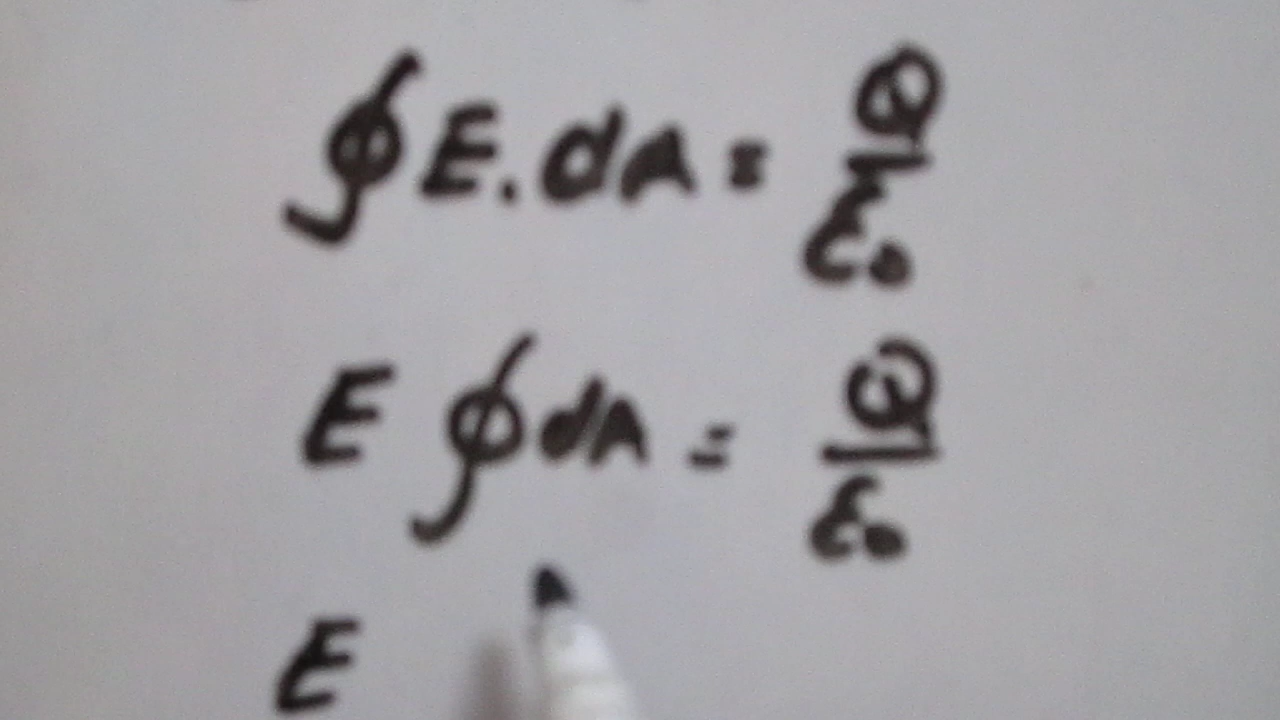 ∮E.dA = Q/ε₀
E ∮dA = Q/ε₀
E